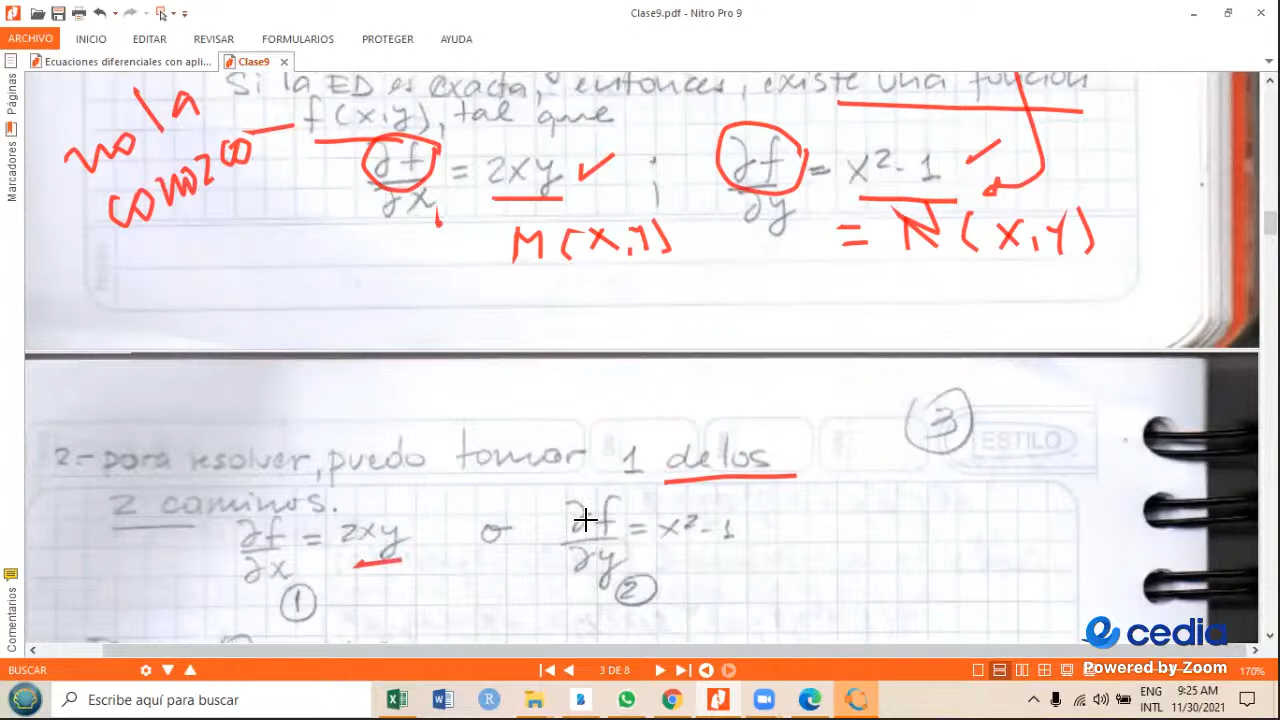 Clase9.pdf - Nitro Pro 9
ARCHIVO INICIO EDITAR REVISAR FORMULARIOS PROTEGER AYUDA
Ecuaciones diferenciales con apli... Clase9
Páginas
Marcadores
Comentarios
Si la ED es exacta, entonces, existe una función
f(x,y), tal que
no la
conozco
∂f/∂x = 2xy ; ∂f/∂y = x²-1
M(x,y) = N(x,y)
3
ESTILO
2.- para resolver, puedo tomar 1 de los
2 caminos.
∂f/∂x = 2xy o ∂f/∂y = x²-1
1 2
cedia
Powered by Zoom
BUSCAR 3 DE 8 170%
Escribe aquí para buscar
ENG 9:25 AM
INTL 11/30/2021